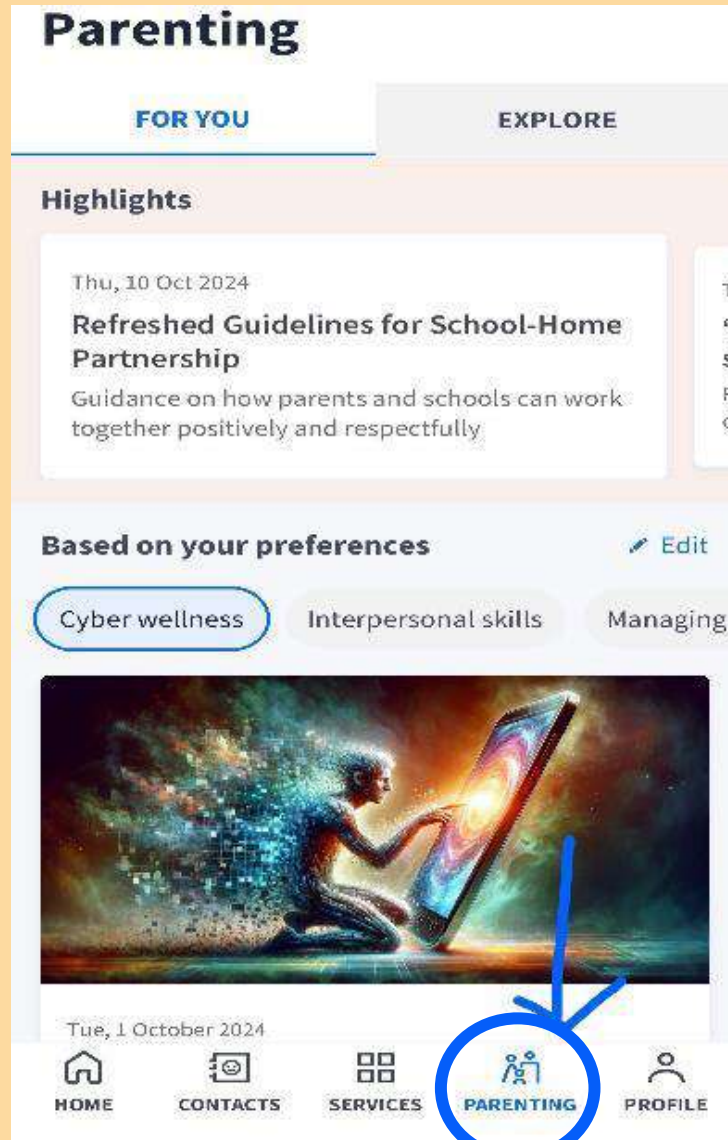 Parenting
FOR YOU
EXPLORE
Highlights
Thu, 10 Oct 2024
Refreshed Guidelines for School-Home
Partnership
Guidance on how parents and schools can work
together positively and respectfully
Based on your preferences
Edit
Cyber wellness
Interpersonal skills
Managing
Tue, 1 October 2024
HOME
CONTACTS
SERVICES
PARENTING
PROFILE